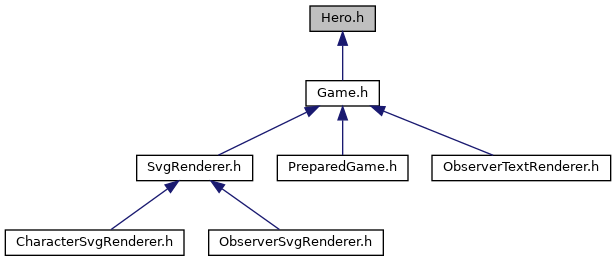 Hero.h
Game.h
SvgRenderer.h
PreparedGame.h
ObserverTextRenderer.h
CharacterSvgRenderer.h
ObserverSvgRenderer.h